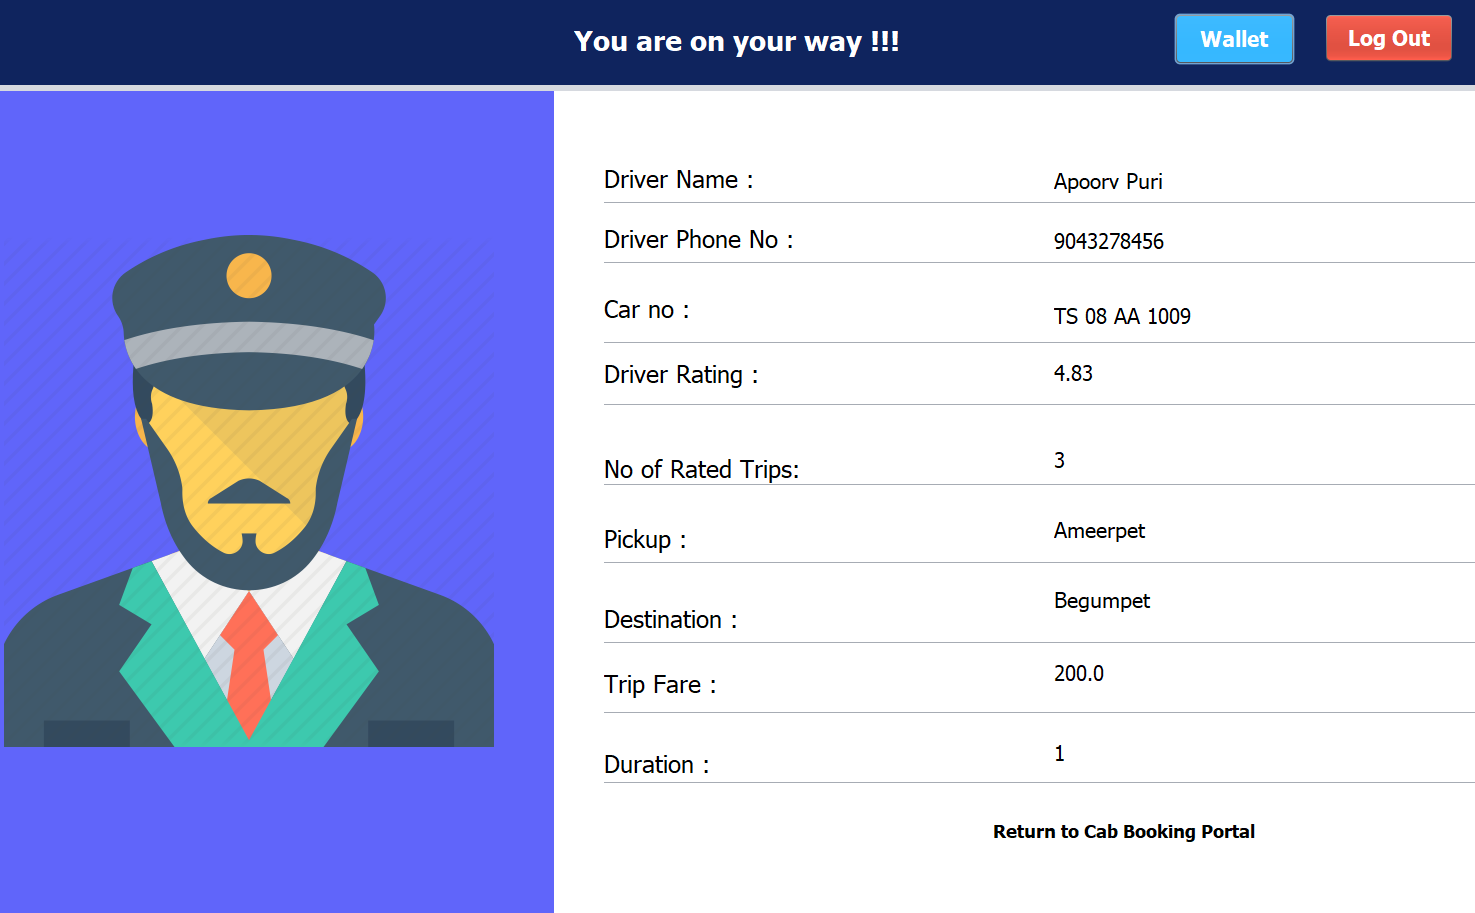 You are on your way !!!
Wallet
Log Out
Driver Name : Apoorv Puri
Driver Phone No : 9043278456
Car no : TS 08 AA 1009
Driver Rating : 4.83
No of Rated Trips: 3
Pickup : Ameerpet
Destination : Begumpet
Trip Fare : 200.0
Duration : 1
Return to Cab Booking Portal